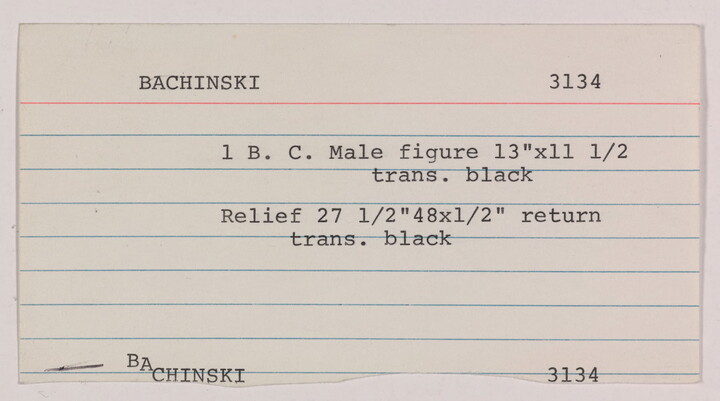 BACHINSKI 3134
1 B. C. Male figure 13"x11 1/2
trans. black
Relief 27 1/2"48x1/2" return
trans. black
BACHINSKI 3134